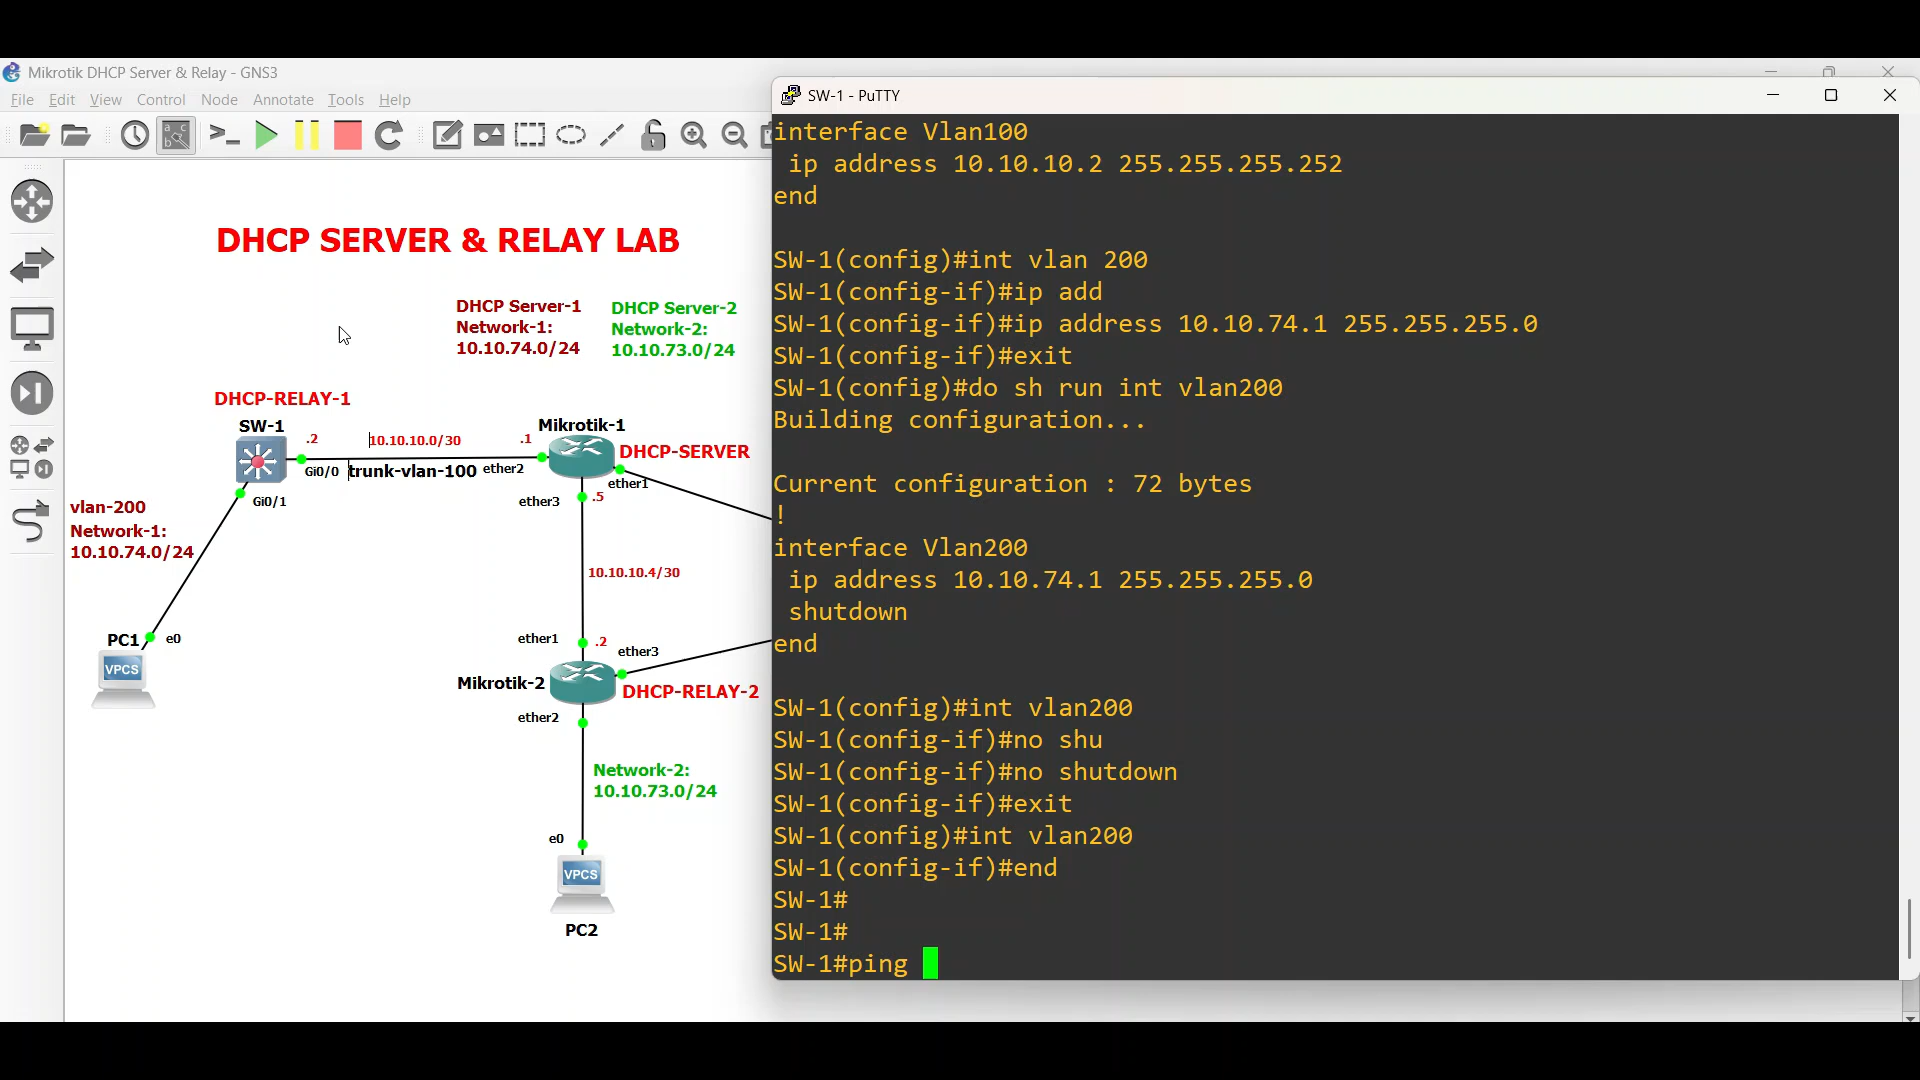 Mikrotik DHCP Server & Relay - GNS3
File Edit View Control Node Annotate Tools Help
DHCP SERVER & RELAY LAB
DHCP Server-1
Network-1:
10.10.74.0/24
DHCP Server-2
Network-2:
10.10.73.0/24
DHCP-RELAY-1
SW-1
.2
10.10.10.0/30
.1
Mikrotik-1
DHCP-SERVER
Gi0/0
trunk-vlan-100
ether2
ether1
Gi0/1
ether3
.5
vlan-200
Network-1:
10.10.74.0/24
10.10.10.4/30
PC1
e0
VPCS
ether1
.2
ether3
Mikrotik-2
DHCP-RELAY-2
ether2
Network-2:
10.10.73.0/24
e0
VPCS
PC2
SW-1 - PuTTY
interface Vlan100
ip address 10.10.10.2 255.255.255.252
end
SW-1(config)#int vlan 200
SW-1(config-if)#ip add
SW-1(config-if)#ip address 10.10.74.1 255.255.255.0
SW-1(config-if)#exit
SW-1(config)#do sh run int vlan200
Building configuration...
Current configuration : 72 bytes
!
interface Vlan200
ip address 10.10.74.1 255.255.255.0
shutdown
end
SW-1(config)#int vlan200
SW-1(config-if)#no shu
SW-1(config-if)#no shutdown
SW-1(config-if)#exit
SW-1(config)#int vlan200
SW-1(config-if)#end
SW-1#
SW-1#
SW-1#ping